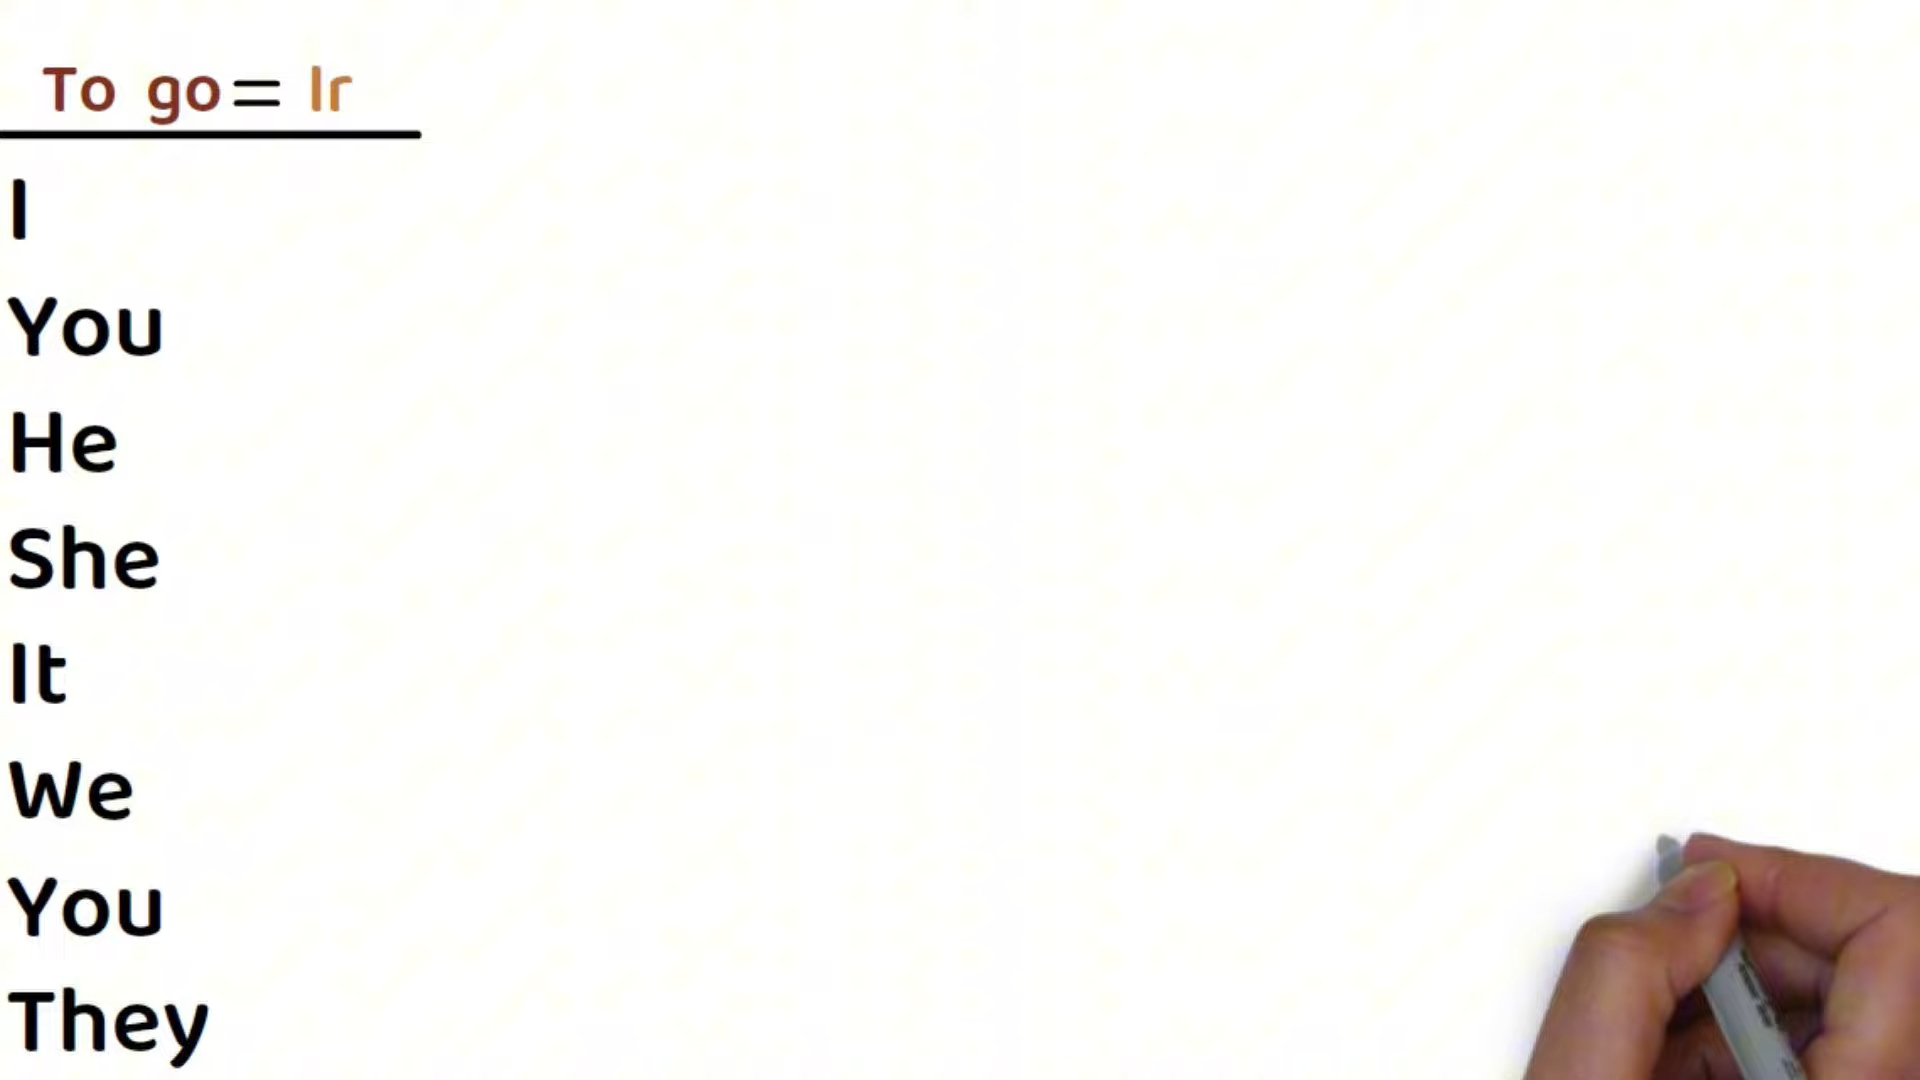 To go = Ir
I
You
He
She
It
We
You
They